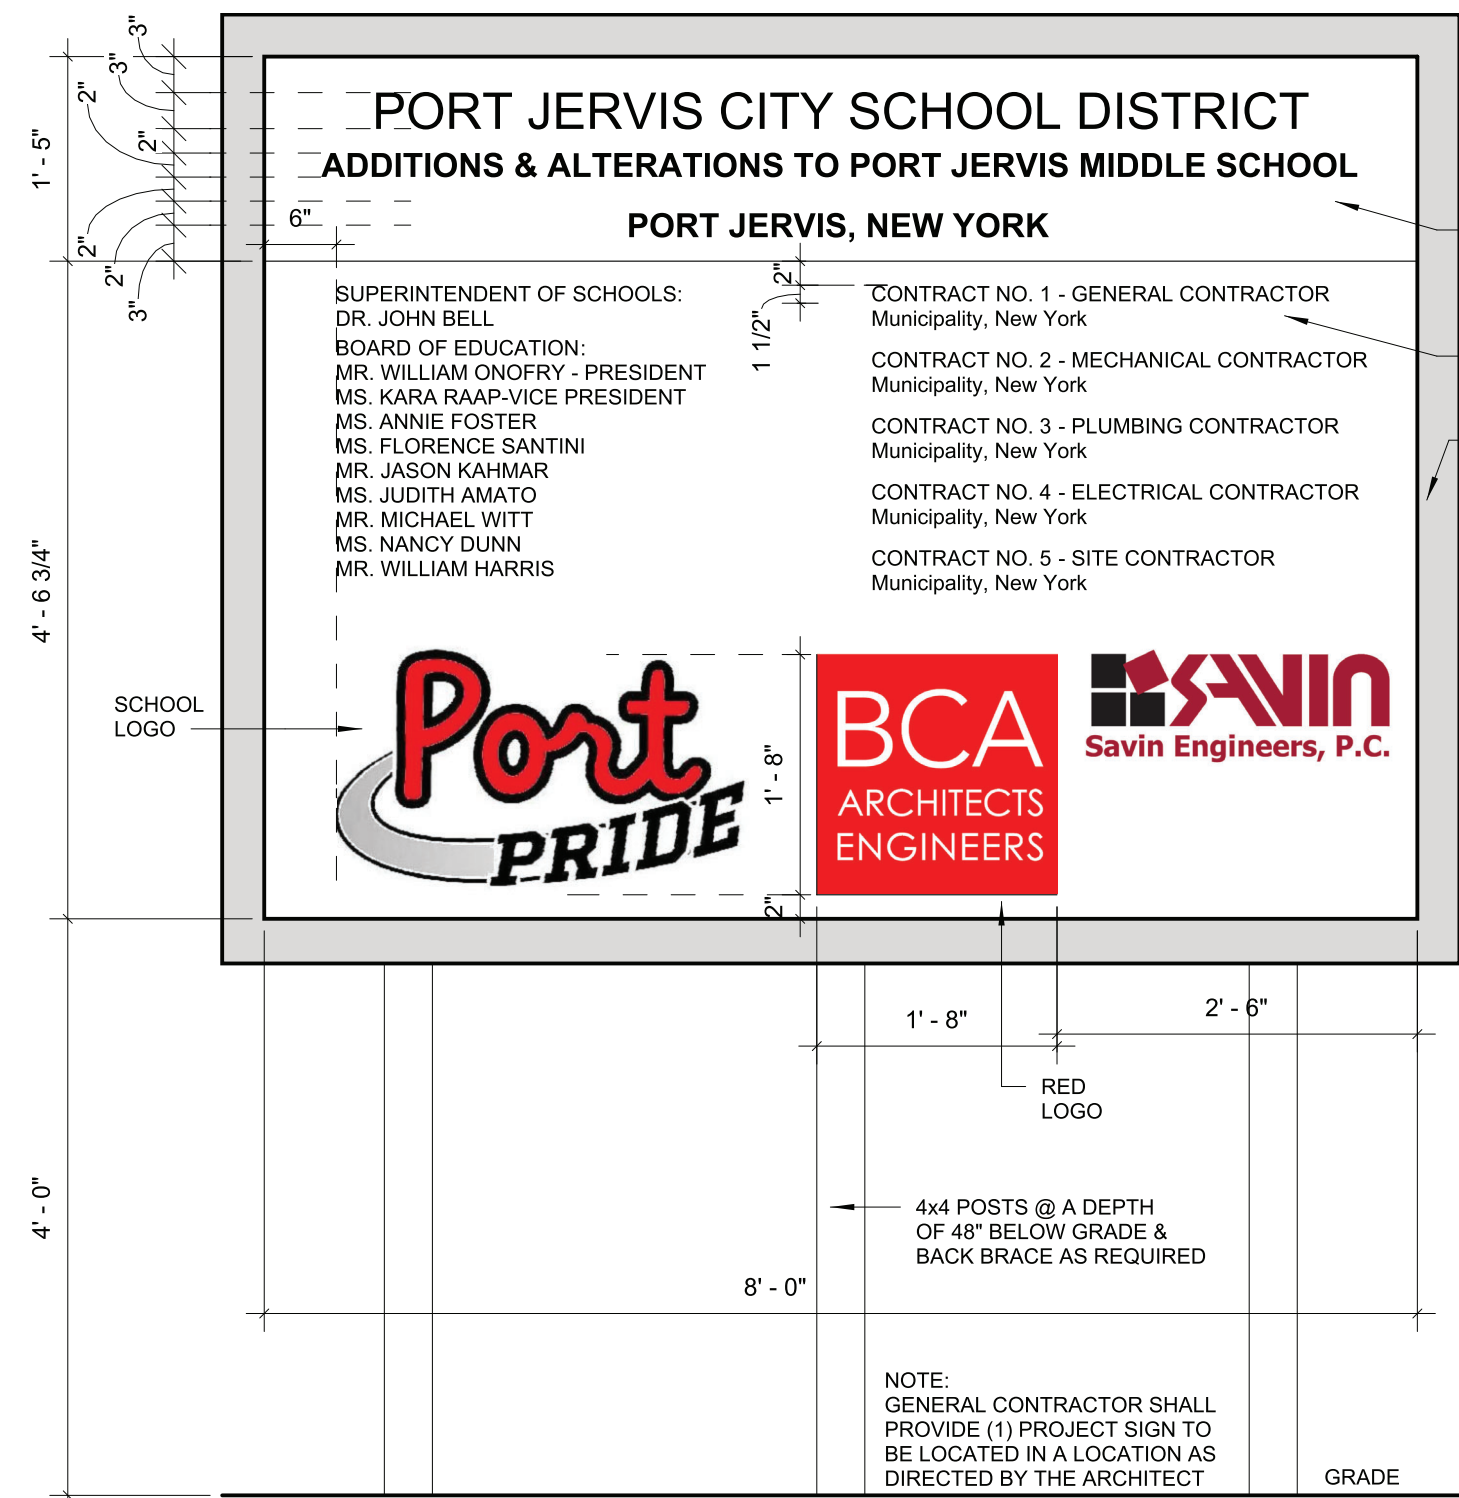 PORT JERVIS CITY SCHOOL DISTRICT
ADDITIONS & ALTERATIONS TO PORT JERVIS MIDDLE SCHOOL
PORT JERVIS, NEW YORK
3"
3"
2"
2"
2"
2"
3"
1' - 5"
6"
SUPERINTENDENT OF SCHOOLS:
DR. JOHN BELL
BOARD OF EDUCATION:
MR. WILLIAM ONOFRY - PRESIDENT
MS. KARA RAAP-VICE PRESIDENT
MS. ANNIE FOSTER
MS. FLORENCE SANTINI
MR. JASON KAHMAR
MS. JUDITH AMATO
MR. MICHAEL WITT
MS. NANCY DUNN
MR. WILLIAM HARRIS
2"
1 1/2"
CONTRACT NO. 1 - GENERAL CONTRACTOR
Municipality, New York
CONTRACT NO. 2 - MECHANICAL CONTRACTOR
Municipality, New York
CONTRACT NO. 3 - PLUMBING CONTRACTOR
Municipality, New York
CONTRACT NO. 4 - ELECTRICAL CONTRACTOR
Municipality, New York
CONTRACT NO. 5 - SITE CONTRACTOR
Municipality, New York
4' - 6 3/4"
SCHOOL
LOGO
Port
PRIDE
1' - 8"
2"
BCA
ARCHITECTS
ENGINEERS
SAVIN
Savin Engineers, P.C.
1' - 8"
2' - 6"
RED
LOGO
4' - 0"
4x4 POSTS @ A DEPTH
OF 48" BELOW GRADE &
BACK BRACE AS REQUIRED
8' - 0"
NOTE:
GENERAL CONTRACTOR SHALL
PROVIDE (1) PROJECT SIGN TO
BE LOCATED IN A LOCATION AS
DIRECTED BY THE ARCHITECT
GRADE